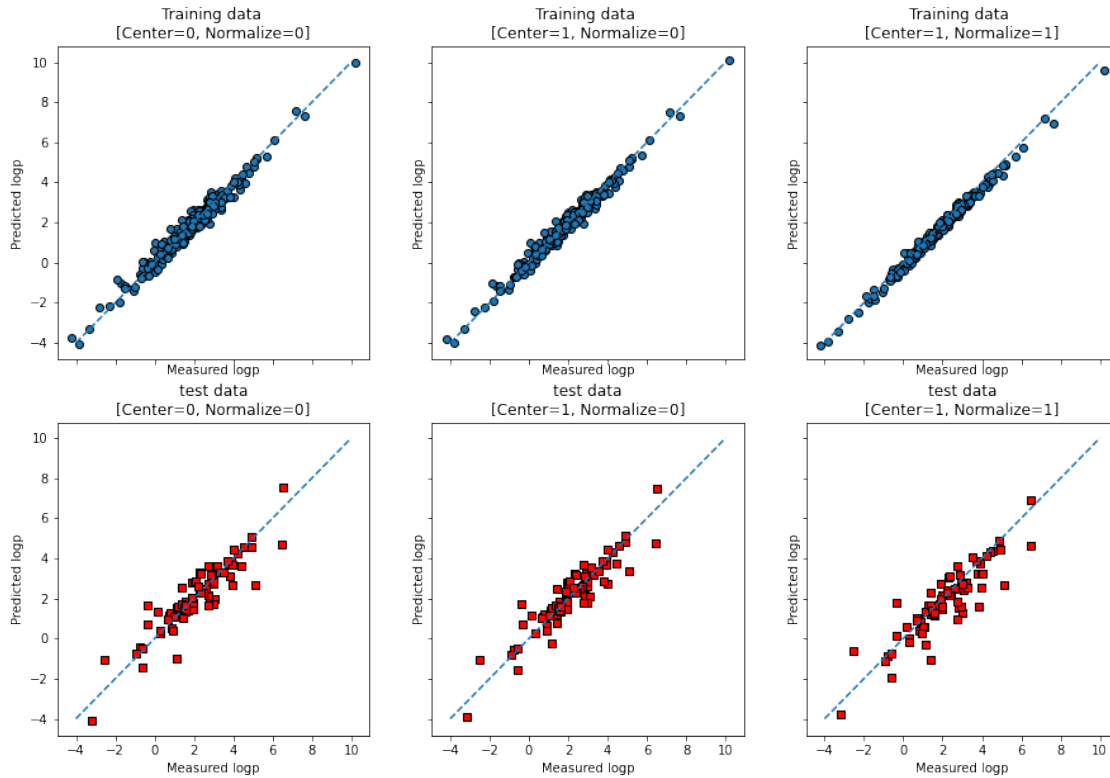 Training data
[Center=0, Normalize=0]
Training data
[Center=1, Normalize=0]
Training data
[Center=1, Normalize=1]
10
8
6
4
2
0
−2
−4
Predicted logp
Measured logp
Predicted logp
Measured logp
Predicted logp
Measured logp
test data
[Center=0, Normalize=0]
test data
[Center=1, Normalize=0]
test data
[Center=1, Normalize=1]
10
8
6
4
2
0
−2
−4
Predicted logp
−4 −2 0 2 4 6 8 10
Measured logp
Predicted logp
−4 −2 0 2 4 6 8 10
Measured logp
Predicted logp
−4 −2 0 2 4 6 8 10
Measured logp